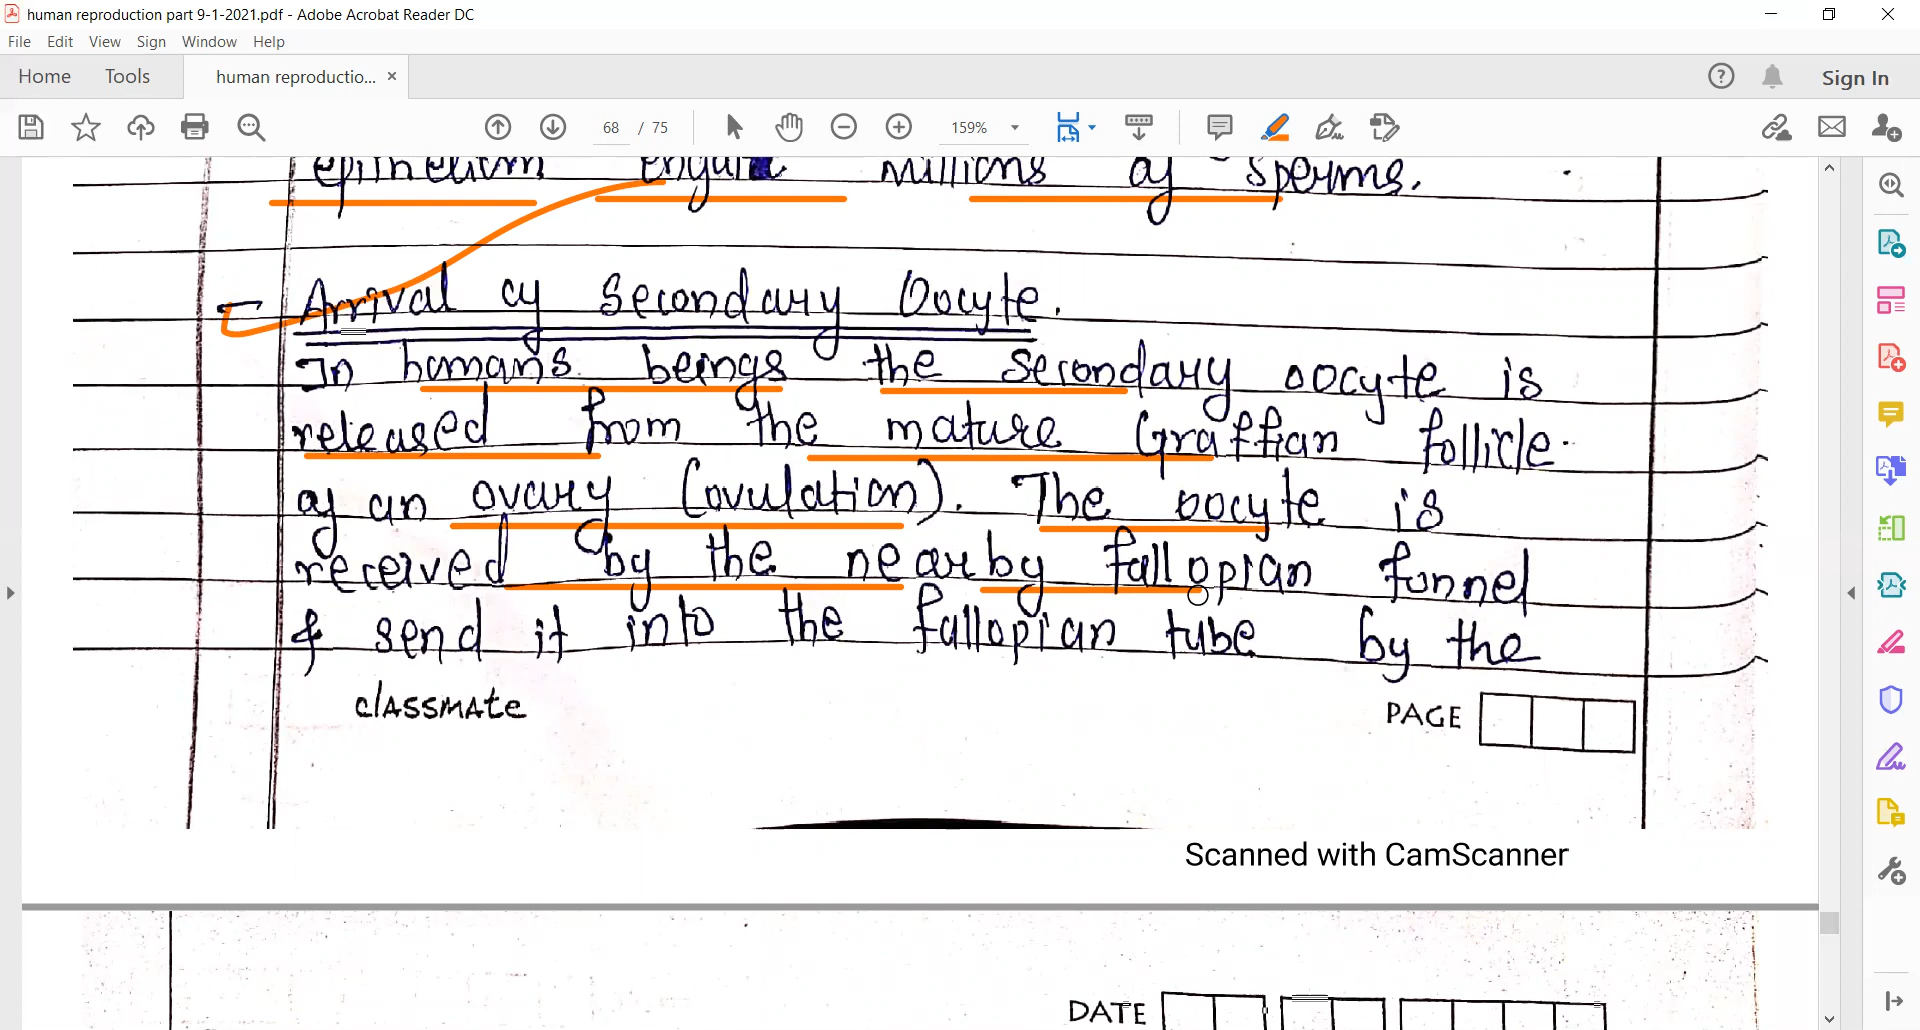 human reproduction part 9-1-2021.pdf - Adobe Acrobat Reader DC
File Edit View Sign Window Help
Home Tools human reproductio... × Sign In
68 / 75 159%
epithelium engulf millions of sperms.
- Arrival of Secondary Oocyte.
In humans beings the secondary oocyte is
released from the mature Graffian follicle
of an ovary (ovulation). The oocyte is
received by the nearby fallopian funnel
& send it into the fallopian tube by the
classmate
PAGE
Scanned with CamScanner
DATE